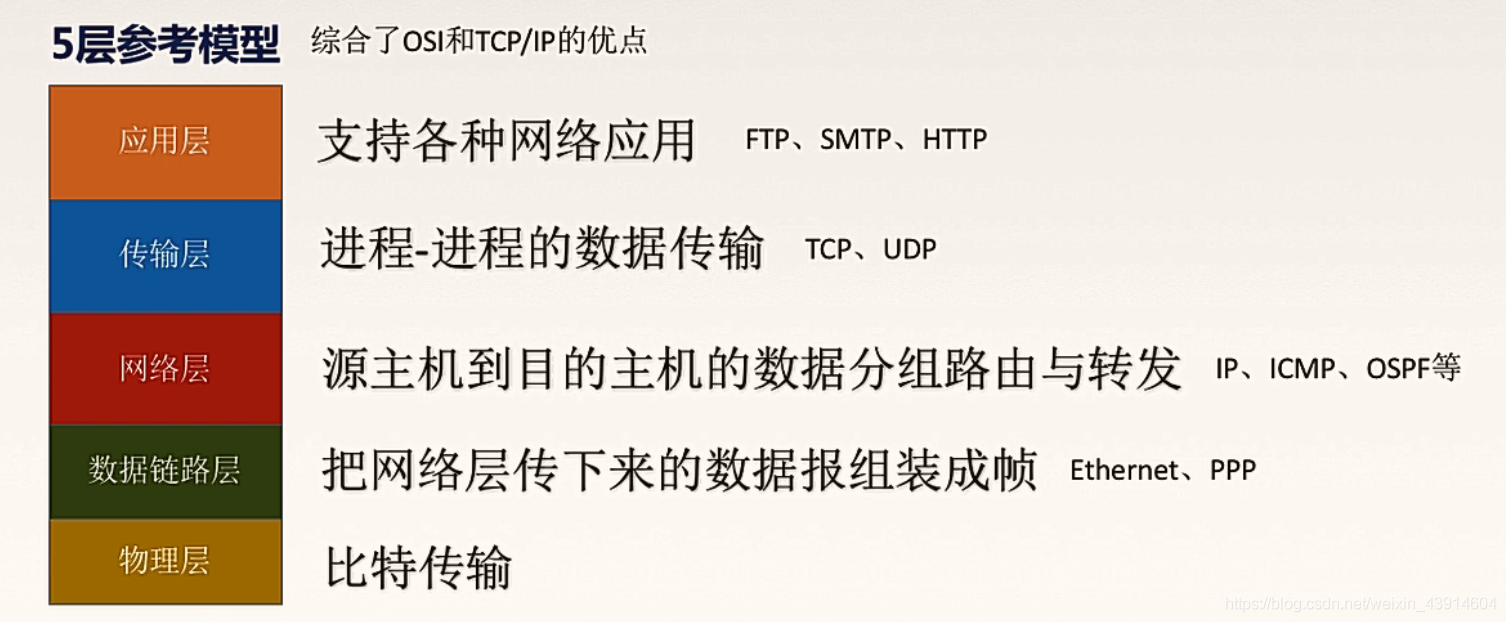 5层参考模型 综合了OSI和TCP/IP的优点
应用层 支持各种网络应用 FTP、SMTP、HTTP
传输层 进程-进程的数据传输 TCP、UDP
网络层 源主机到目的主机的数据分组路由与转发 IP、ICMP、OSPF等
数据链路层 把网络层传下来的数据报组装成帧 Ethernet、PPP
物理层 比特传输
https://blog.csdn.net/weixin_43914604